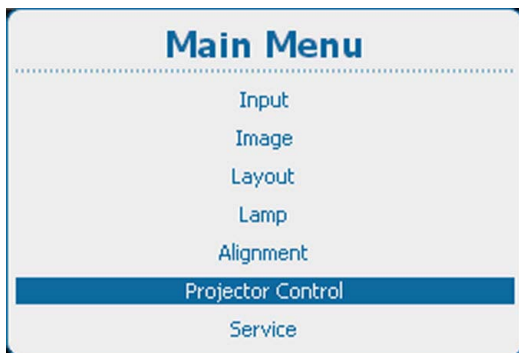 Main Menu
Input
Image
Layout
Lamp
Alignment
Projector Control
Service